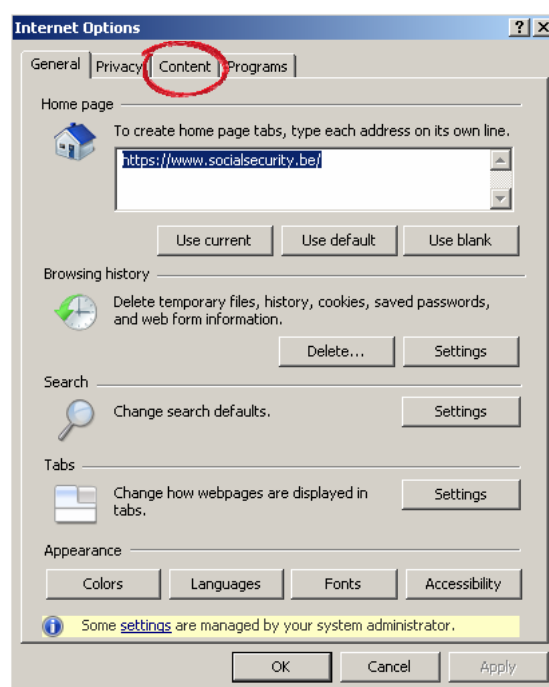 Internet Options
General Privacy Content Programs
Home page
To create home page tabs, type each address on its own line.
https://www.socialsecurity.be/
Use current Use default Use blank
Browsing history
Delete temporary files, history, cookies, saved passwords,
and web form information.
Delete... Settings
Search
Change search defaults. Settings
Tabs
Change how webpages are displayed in
tabs.
Settings
Appearance
Colors Languages Fonts Accessibility
Some settings are managed by your system administrator.
OK Cancel Apply